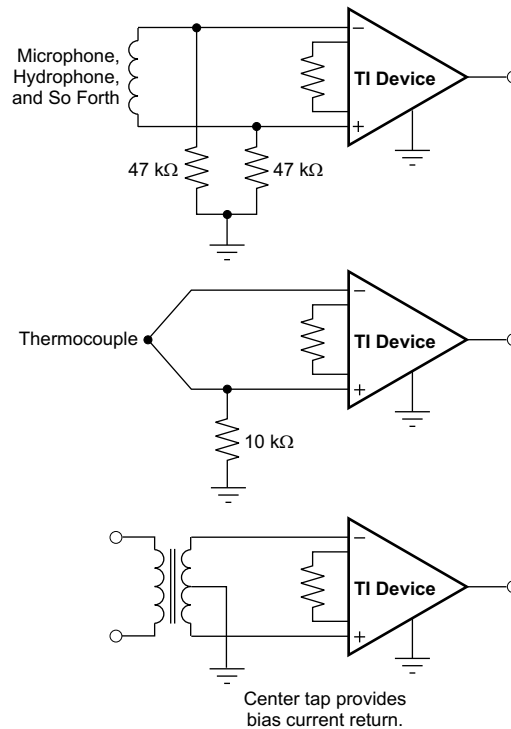 Microphone,
Hydrophone,
and So Forth
−
TI Device
+
47 kΩ
47 kΩ
Thermocouple
−
TI Device
+
10 kΩ
−
TI Device
+
Center tap provides
bias current return.